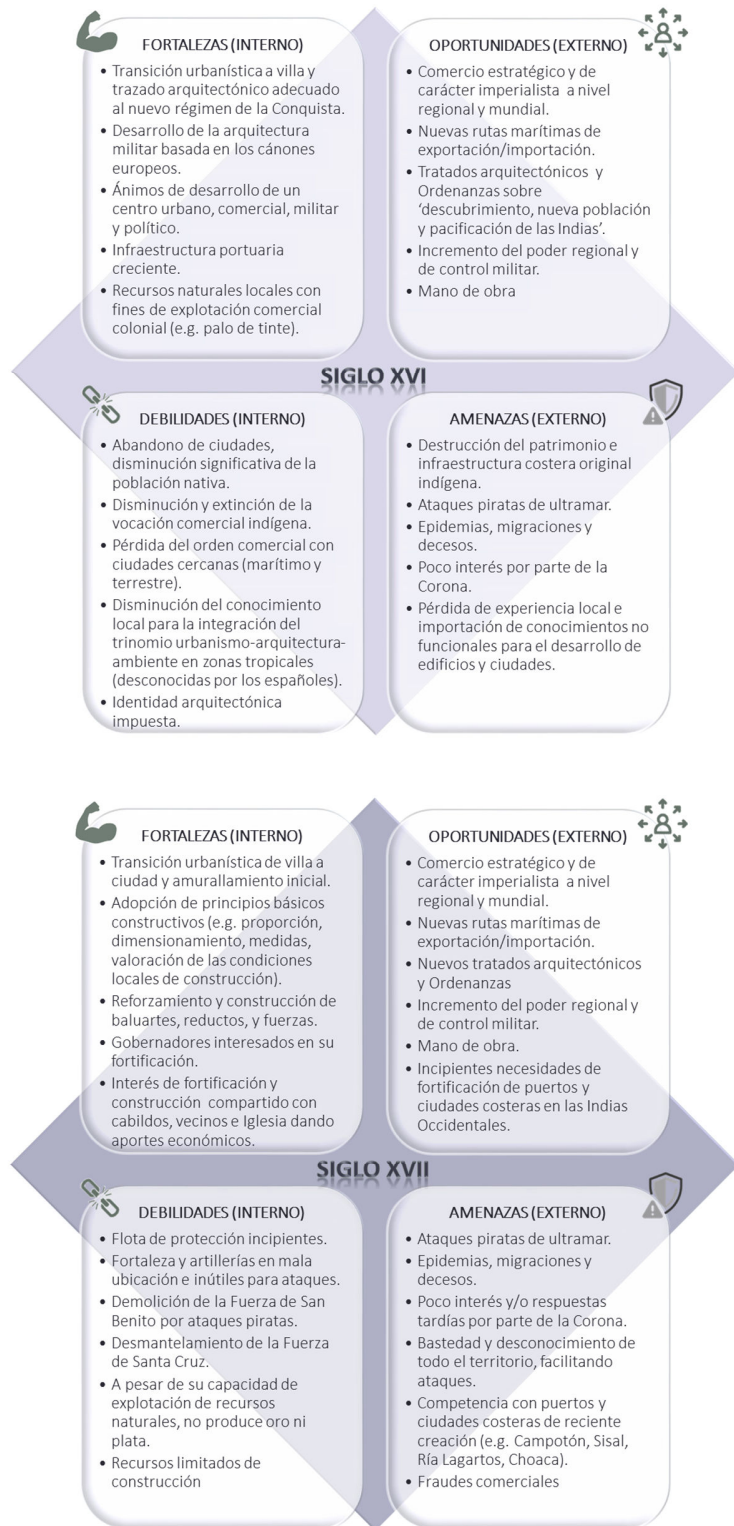 FORTALEZAS (INTERNO)
• Transición urbanística a villa y
trazado arquitectónico adecuado
al nuevo régimen de la Conquista.
• Desarrollo de la arquitectura
militar basada en los cánones
europeos.
• Ánimos de desarrollo de un
centro urbano, comercial, militar
y político.
• Infraestructura portuaria
creciente.
• Recursos naturales locales con
fines de explotación comercial
colonial (e.g. palo de tinte).
OPORTUNIDADES (EXTERNO)
• Comercio estratégico y de
carácter imperialista a nivel
regional y mundial.
• Nuevas rutas marítimas de
exportación/importación.
• Tratados arquitectónicos y
Ordenanzas sobre
‘descubrimiento, nueva población
y pacificación de las Indias’.
• Incremento del poder regional y
de control militar.
• Mano de obra
SIGLO XVI
DEBILIDADES (INTERNO)
• Abandono de ciudades,
disminución significativa de la
población nativa.
• Disminución y extinción de la
vocación comercial indígena.
• Pérdida del orden comercial con
ciudades cercanas (marítimo y
terrestre).
• Disminución del conocimiento
local para la integración del
trinomio urbanismo-arquitectura-
ambiente en zonas tropicales
(desconocidas por los españoles).
• Identidad arquitectónica
impuesta.
AMENAZAS (EXTERNO)
• Destrucción del patrimonio e
infraestructura costera original
indígena.
• Ataques piratas de ultramar.
• Epidemias, migraciones y
decesos.
• Poco interés por parte de la
Corona.
• Pérdida de experiencia local e
importación de conocimientos no
funcionales para el desarrollo de
edificios y ciudades.
FORTALEZAS (INTERNO)
• Transición urbanística de villa a
ciudad y amurallamiento inicial.
• Adopción de principios básicos
constructivos (e.g. proporción,
dimensionamiento, medidas,
valoración de las condiciones
locales de construcción).
• Reforzamiento y construcción de
baluartes, reductos, y fuerzas.
• Gobernadores interesados en su
fortificación.
• Interés de fortificación y
construcción compartido con
cabildos, vecinos e Iglesia dando
aportes económicos.
OPORTUNIDADES (EXTERNO)
• Comercio estratégico y de
carácter imperialista a nivel
regional y mundial.
• Nuevas rutas marítimas de
exportación/importación.
• Nuevos tratados arquitectónicos
y Ordenanzas
• Incremento del poder regional y
de control militar.
• Mano de obra.
• Incipientes necesidades de
fortificación de puertos y
ciudades costeras en las Indias
Occidentales.
SIGLO XVII
DEBILIDADES (INTERNO)
• Flota de protección incipientes.
• Fortaleza y artillerías en mala
ubicación e inútiles para ataques.
• Demolición de la Fuerza de San
Benito por ataques piratas.
• Desmantelamiento de la Fuerza
de Santa Cruz.
• A pesar de su capacidad de
explotación de recursos
naturales, no produce oro ni
plata.
• Recursos limitados de
construcción
AMENAZAS (EXTERNO)
• Ataques piratas de ultramar.
• Epidemias, migraciones y
decesos.
• Poco interés y/o respuestas
tardías por parte de la Corona.
• Bastedad y desconocimiento de
todo el territorio, facilitando
ataques.
• Competencia con puertos y
ciudades costeras de reciente
creación (e.g. Campotón, Sisal,
Ría Lagartos, Choaca).
• Fraudes comerciales